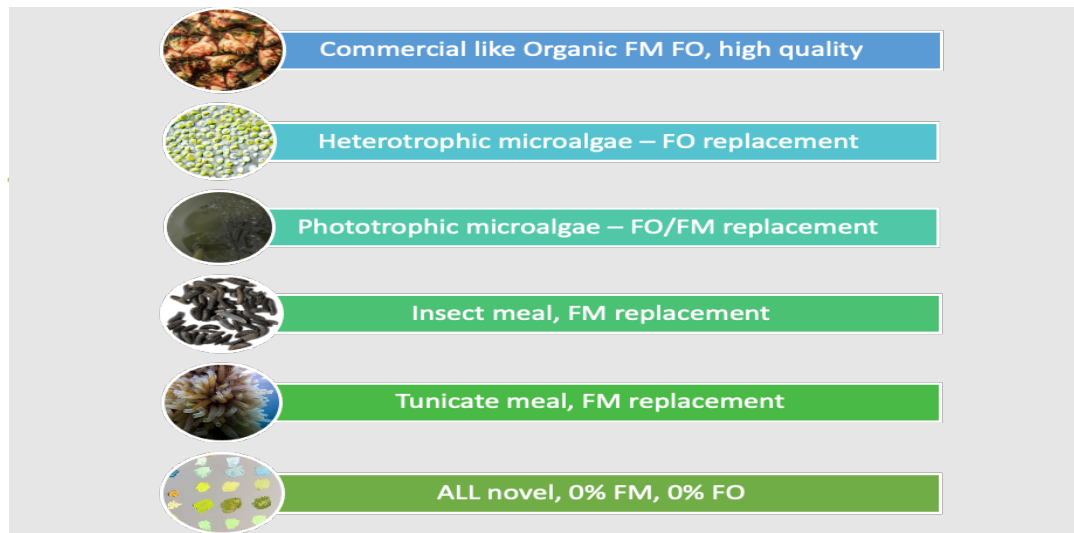 Commercial like Organic FM FO, high quality
Heterotrophic microalgae – FO replacement
Phototrophic microalgae – FO/FM replacement
Insect meal, FM replacement
Tunicate meal, FM replacement
ALL novel, 0% FM, 0% FO